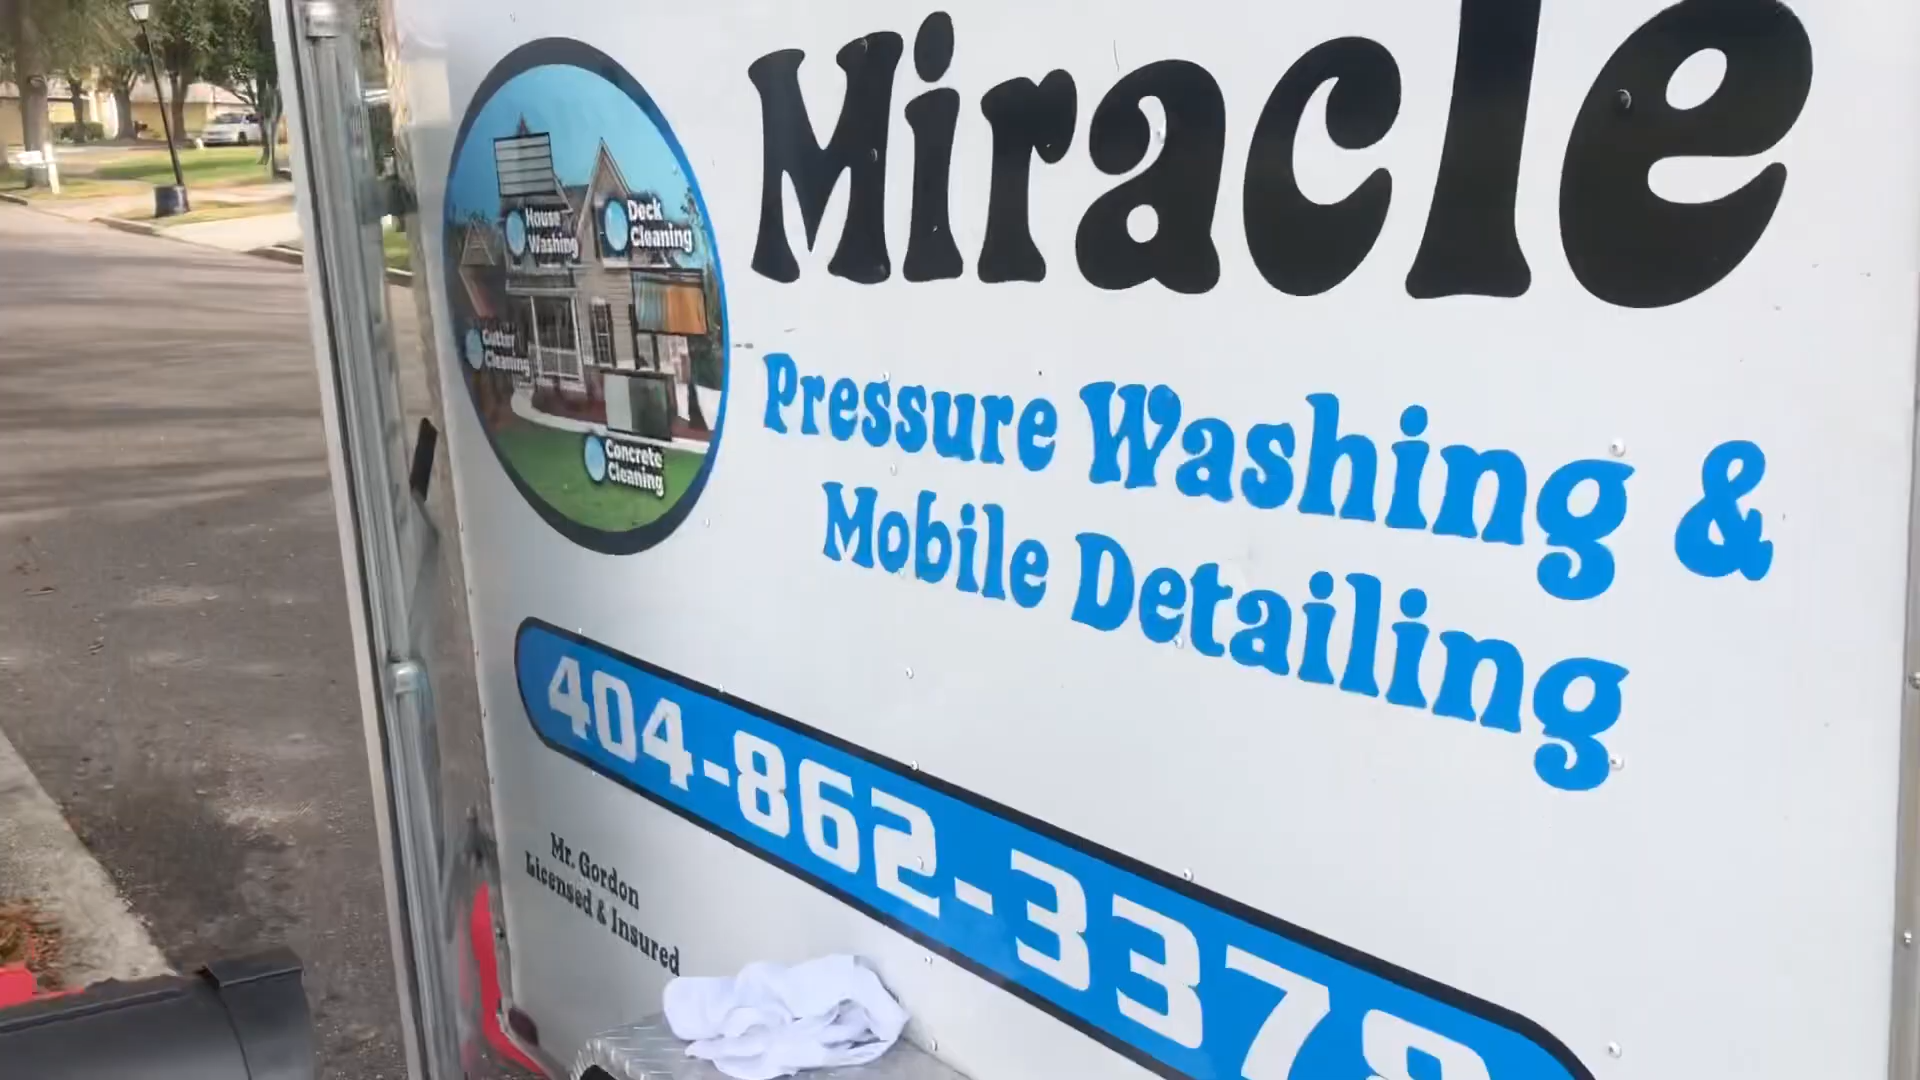 Miracle
Pressure Washing &
Mobile Detailing
House
Washing
Deck
Cleaning
Gutter
Cleaning
Concrete
Cleaning
404-862-337
Mr. Gordon
Licensed & Insured